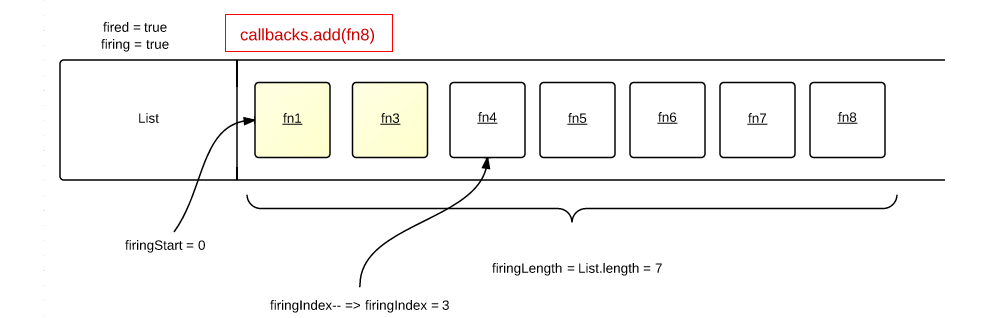 fired = true
firing = true
callbacks.add(fn8)
List
fn1
fn3
fn4
fn5
fn6
fn7
fn8
firingStart = 0
firingLength = List.length = 7
firingIndex-- => firingIndex = 3